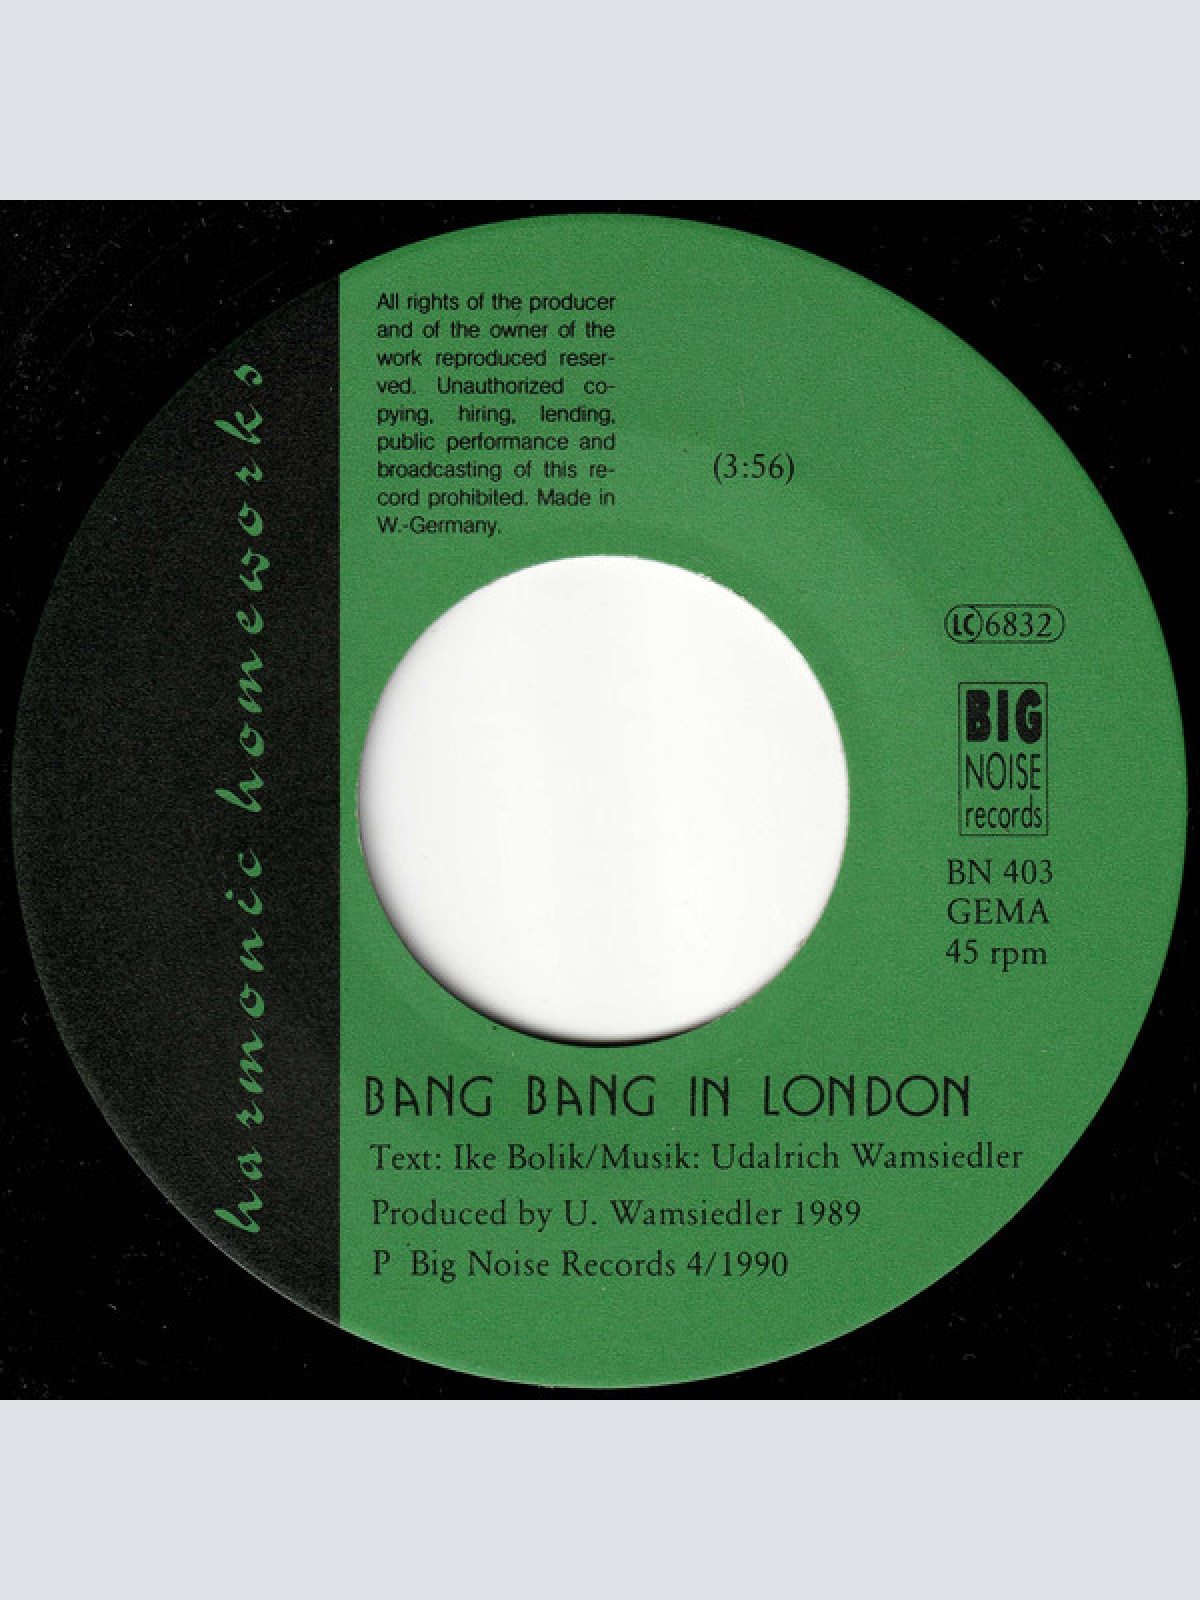 harmonic homeworks
All rights of the producer
and of the owner of the
work reproduced reser-
ved. Unauthorized co-
pying, hiring, lending,
public performance and
broadcasting of this re-
cord prohibited. Made in
W.-Germany.
(3:56)
LC 6832
BIG
NOISE
records
BN 403
GEMA
45 rpm
BANG BANG IN LONDON
Text: Ike Bolik/Musik: Udalrich Wamsiedler
Produced by U. Wamsiedler 1989
P Big Noise Records 4/1990